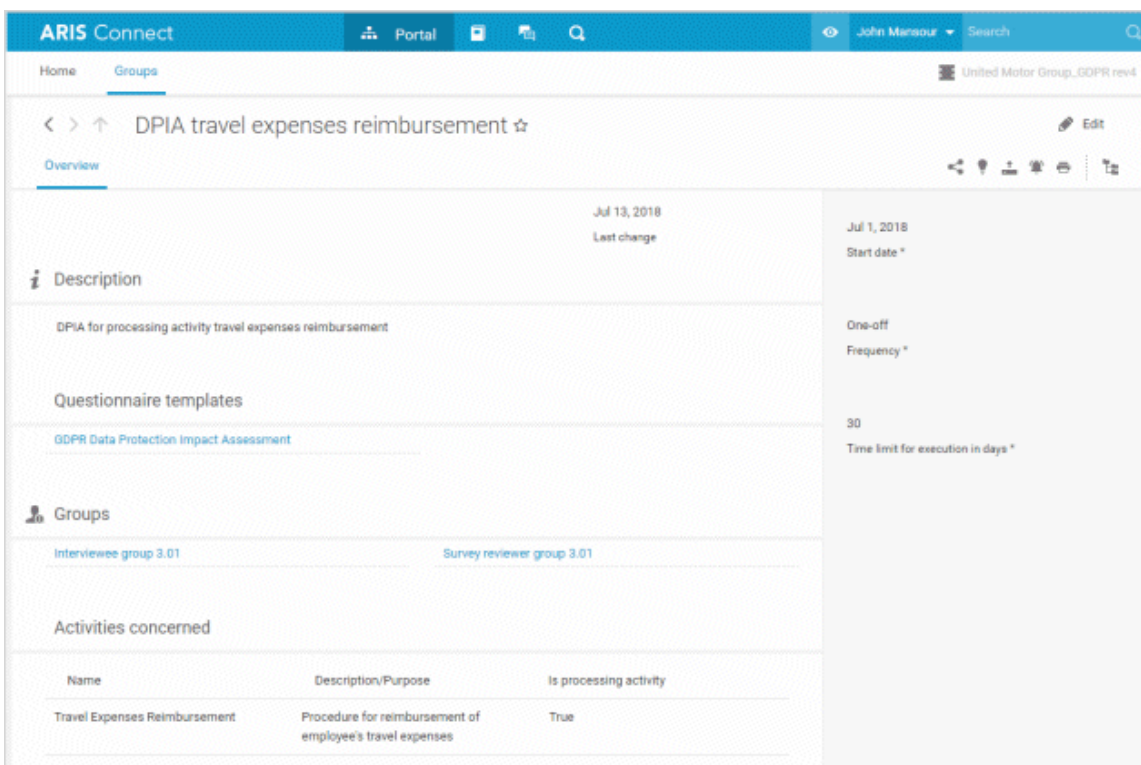 ARIS Connect
Portal
John Mansour
Search
Home
Groups
United Motor Group_GDPR rev4
DPIA travel expenses reimbursement
Edit
Overview
Jul 13, 2018
Last change
Jul 1, 2018
Start date *
Description
DPIA for processing activity travel expenses reimbursement
One-off
Frequency *
Questionnaire templates
GDPR Data Protection Impact Assessment
30
Time limit for execution in days *
Groups
Interviewee group 3.01
Survey reviewer group 3.01
Activities concerned
Name
Description/Purpose
Is processing activity
Travel Expenses Reimbursement
Procedure for reimbursement of
employee's travel expenses
True